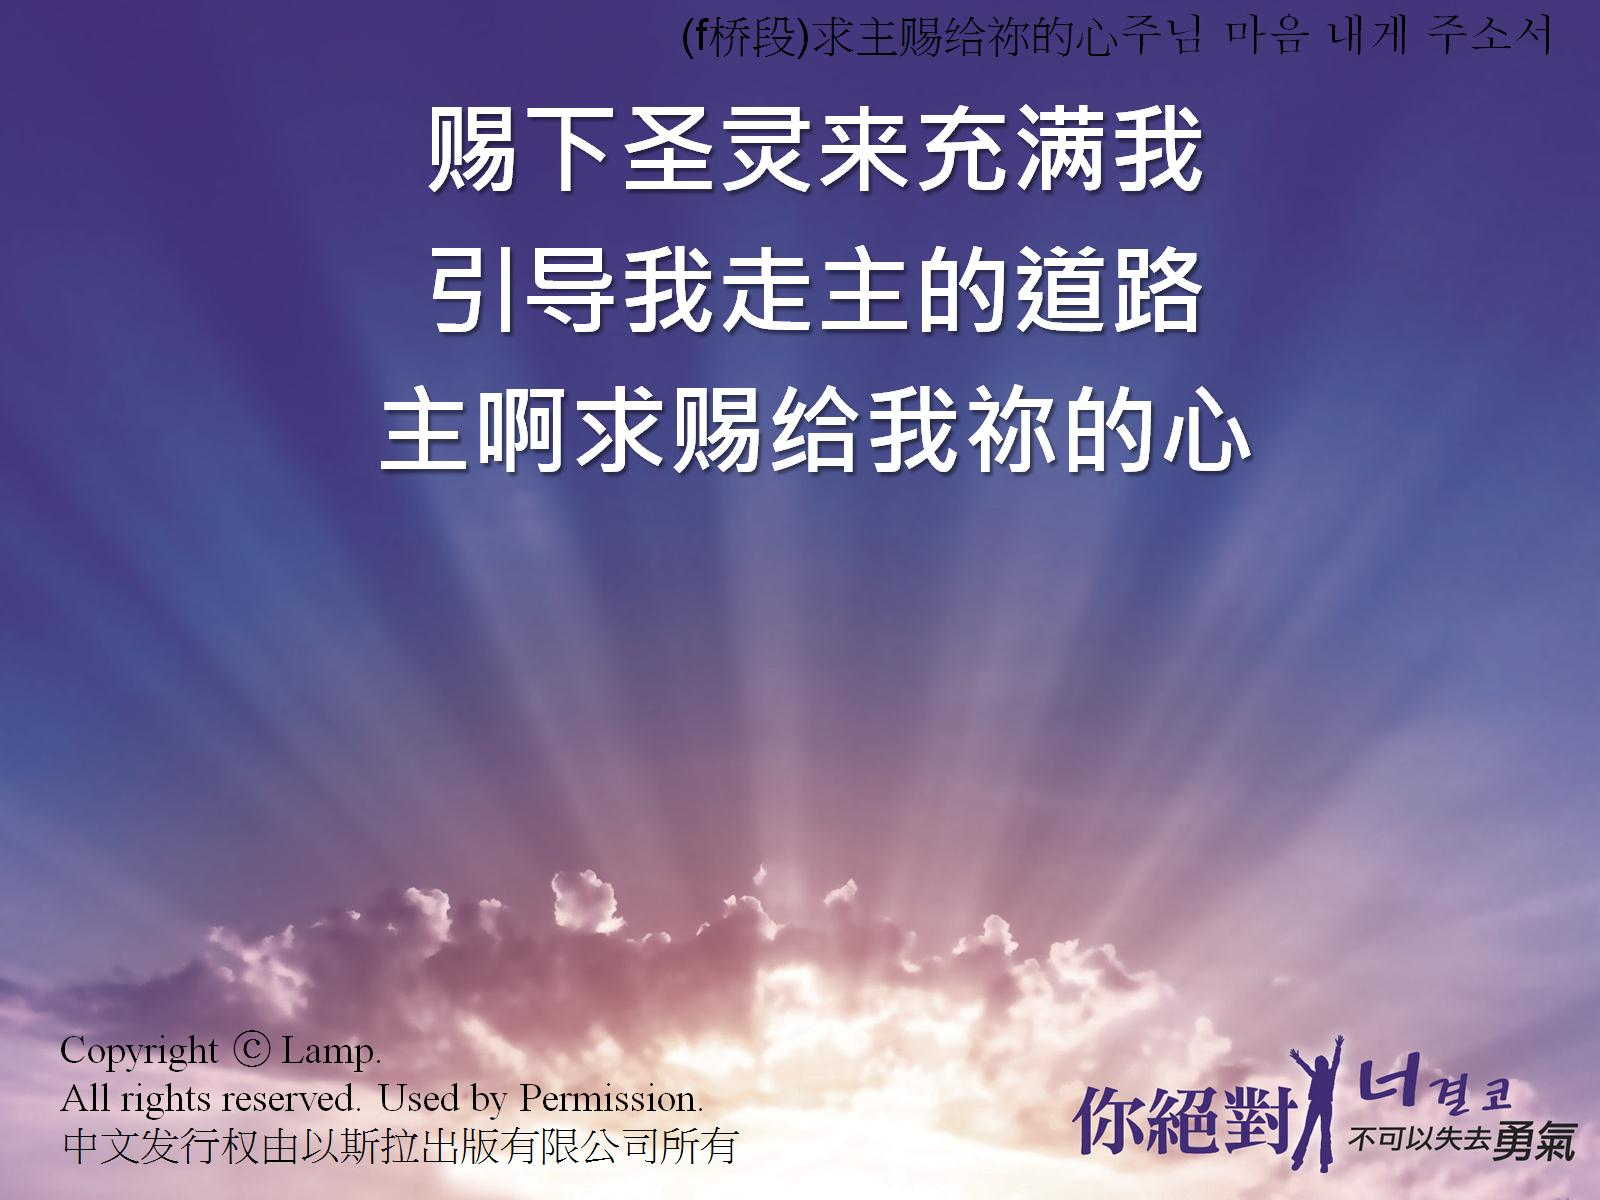 (f桥段)求主赐给祢的心주님 마음 내게 주소서
赐下圣灵来充满我
引导我走主的道路
主啊求赐给我祢的心
Copyright ⓒ Lamp.
All rights reserved. Used by Permission.
中文发行权由以斯拉出版有限公司所有
你絕對 너 결코
不可以失去勇氣